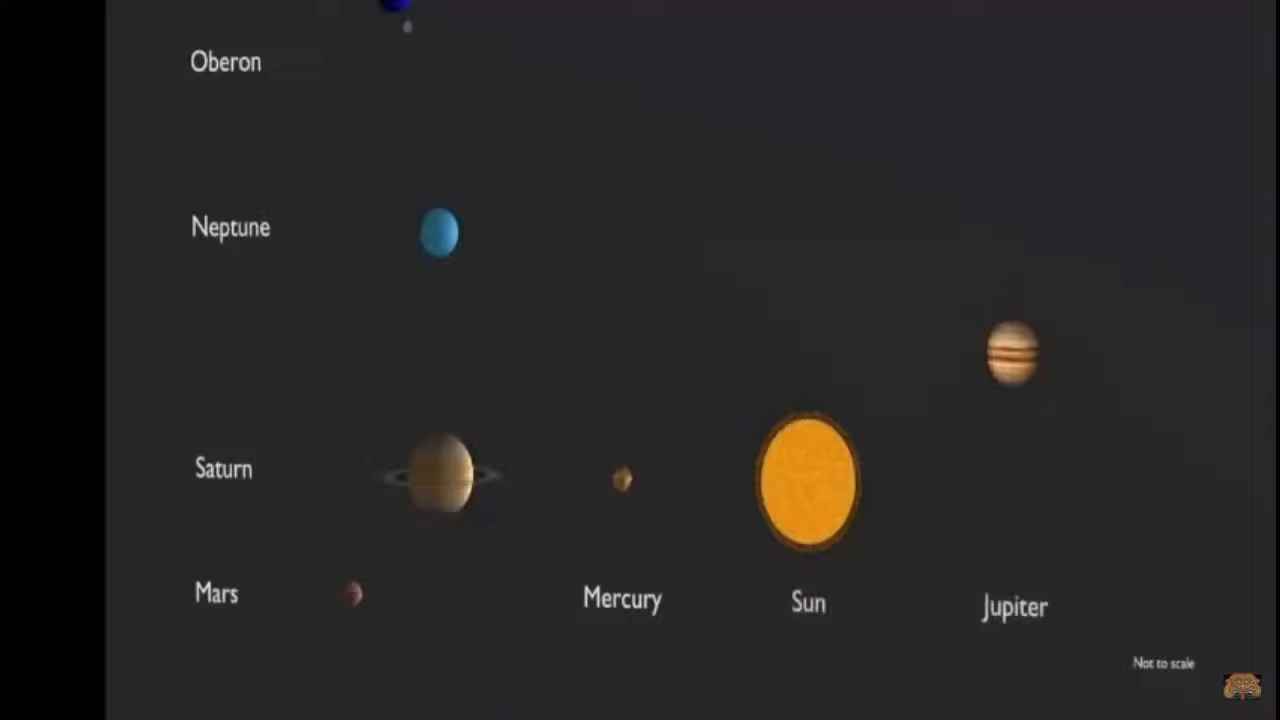 Oberon
Neptune
Saturn
Mars
Mercury
Sun
Jupiter
Not to scale